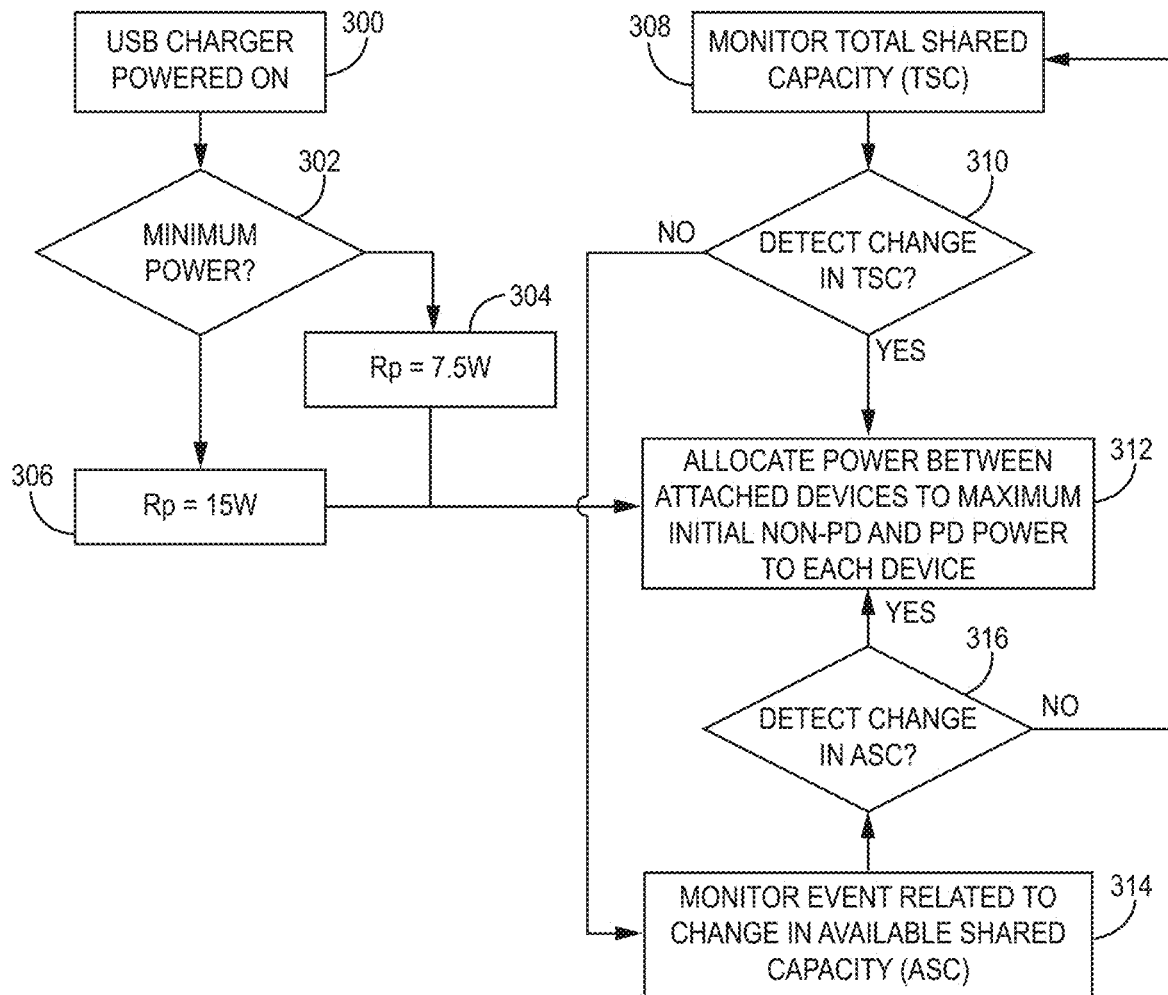 USB CHARGER
POWERED ON
300
302
MINIMUM
POWER?
304
Rp = 7.5W
306
Rp = 15W
308
MONITOR TOTAL SHARED
CAPACITY (TSC)
310
NO
DETECT CHANGE
IN TSC?
YES
ALLOCATE POWER BETWEEN
ATTACHED DEVICES TO MAXIMUM
INITIAL NON-PD AND PD POWER
TO EACH DEVICE
312
YES
316
DETECT CHANGE
IN ASC?
NO
MONITOR EVENT RELATED TO
CHANGE IN AVAILABLE SHARED
CAPACITY (ASC)
314